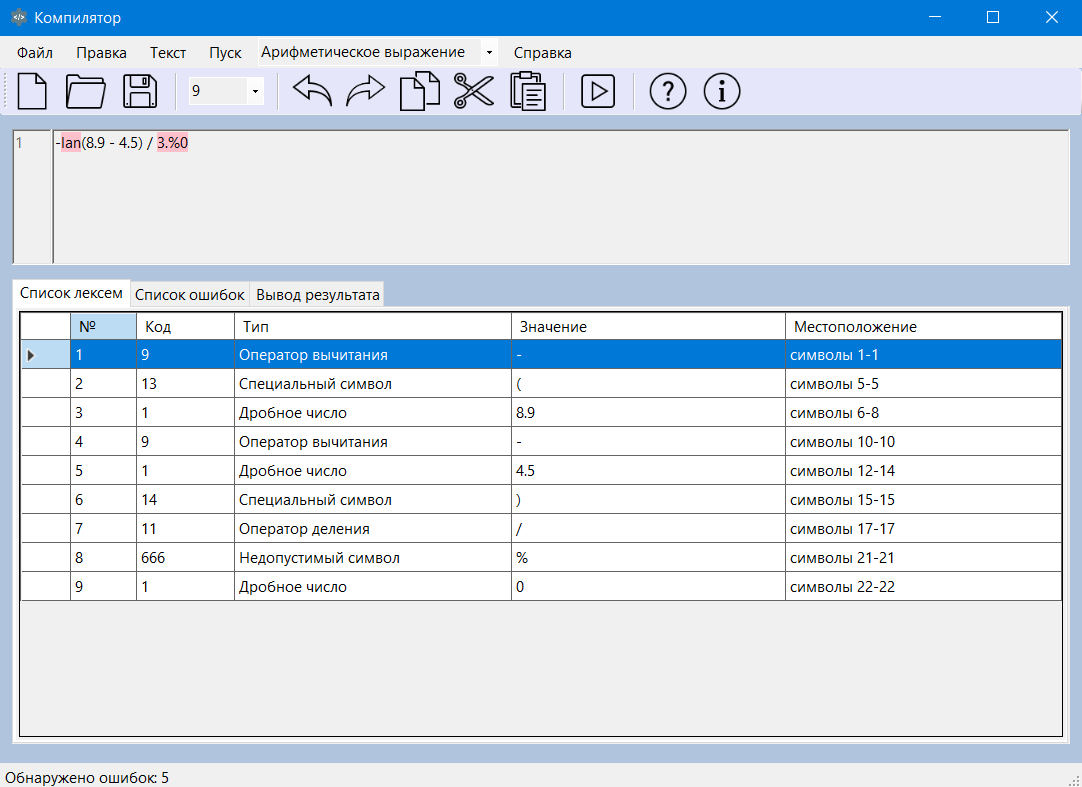 Компилятор
Файл Правка Текст Пуск Арифметическое выражение Справка
9
1 -lan(8.9 - 4.5) / 3.%0
Список лексем Список ошибок Вывод результата
№ Код Тип Значение Местоположение
1 9 Оператор вычитания - символы 1-1
2 13 Специальный символ ( символы 5-5
3 1 Дробное число 8.9 символы 6-8
4 9 Оператор вычитания - символы 10-10
5 1 Дробное число 4.5 символы 12-14
6 14 Специальный символ ) символы 15-15
7 11 Оператор деления / символы 17-17
8 666 Недопустимый символ % символы 21-21
9 1 Дробное число 0 символы 22-22
Обнаружено ошибок: 5